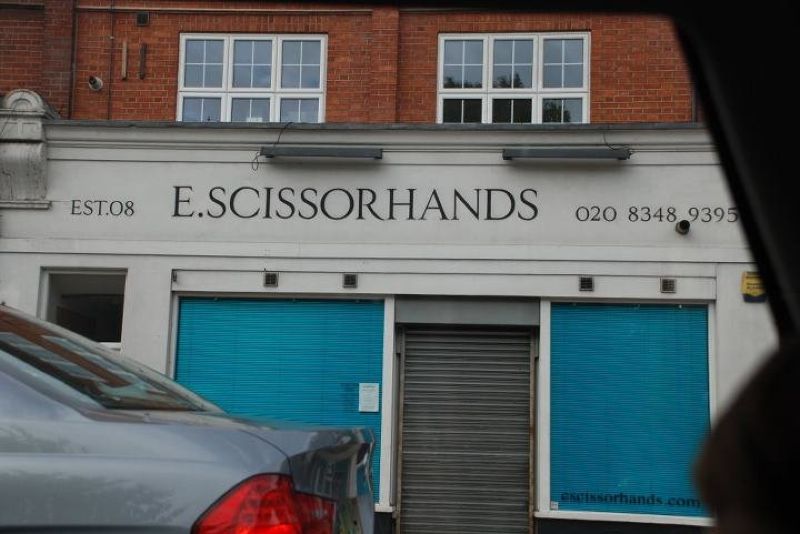 EST.08 E.SCISSORHANDS 020 8348 9395
escissorhands.com